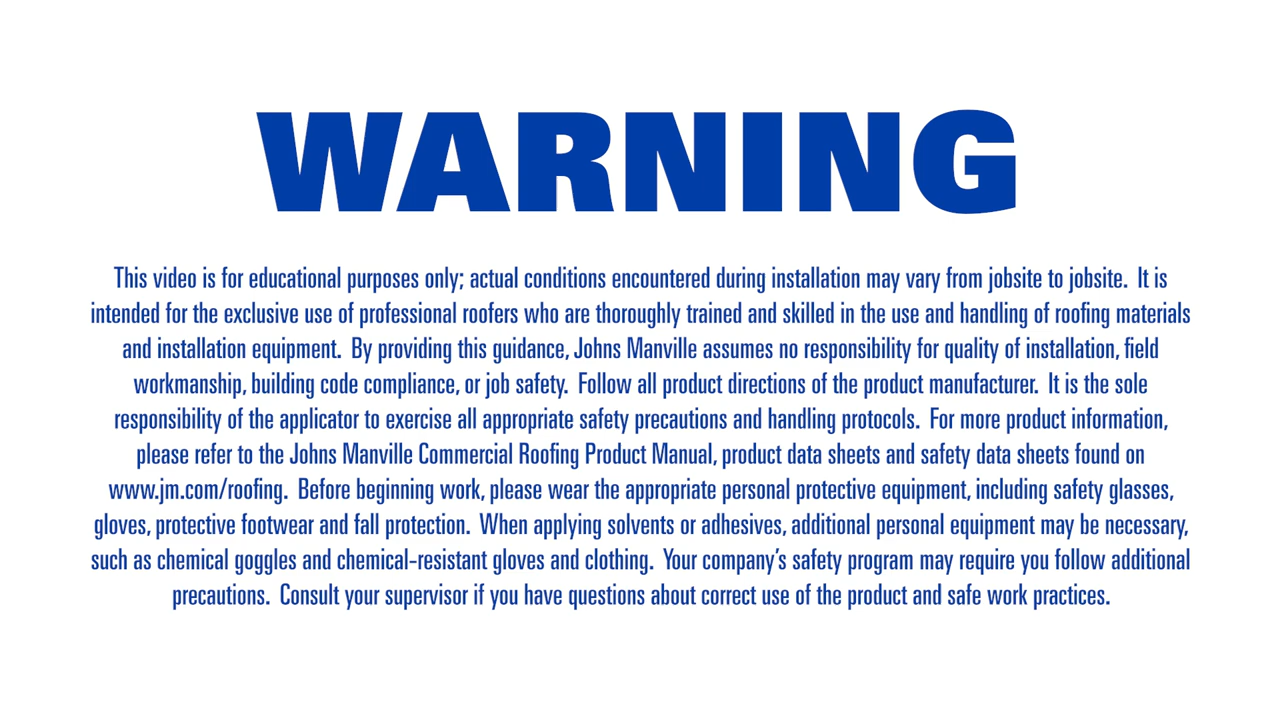 WARNING
This video is for educational purposes only; actual conditions encountered during installation may vary from jobsite to jobsite.  It is
intended for the exclusive use of professional roofers who are thoroughly trained and skilled in the use and handling of roofing materials
and installation equipment.  By providing this guidance, Johns Manville assumes no responsibility for quality of installation, field
workmanship, building code compliance, or job safety.  Follow all product directions of the product manufacturer.  It is the sole
responsibility of the applicator to exercise all appropriate safety precautions and handling protocols.  For more product information,
please refer to the Johns Manville Commercial Roofing Product Manual, product data sheets and safety data sheets found on
www.jm.com/roofing.  Before beginning work, please wear the appropriate personal protective equipment, including safety glasses,
gloves, protective footwear and fall protection.  When applying solvents or adhesives, additional personal equipment may be necessary,
such as chemical goggles and chemical-resistant gloves and clothing.  Your company’s safety program may require you follow additional
precautions.  Consult your supervisor if you have questions about correct use of the product and safe work practices.